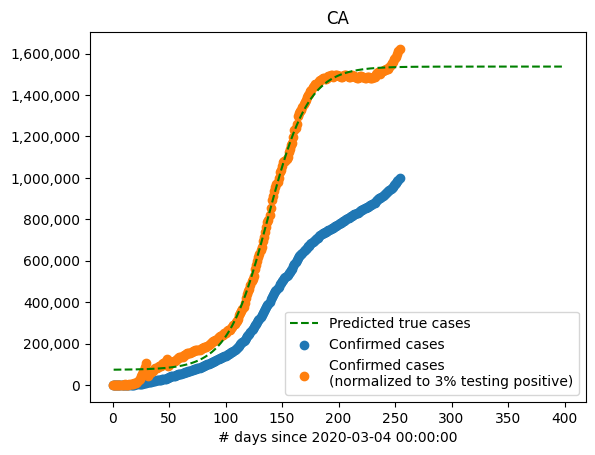 CA
1,600,000
1,400,000
1,200,000
1,000,000
800,000
600,000
400,000
200,000
0
Predicted true cases
Confirmed cases
Confirmed cases
(normalized to 3% testing positive)
0 50 100 150 200 250 300 350 400
# days since 2020-03-04 00:00:00